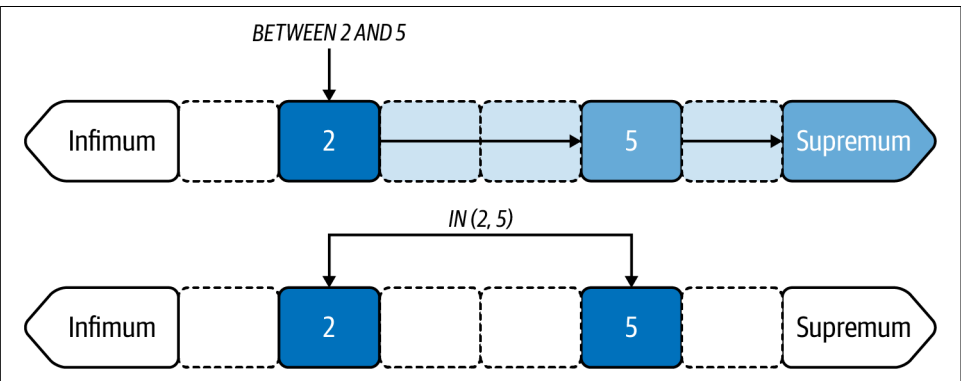 BETWEEN 2 AND 5
Infimum 2 5 Supremum
IN (2, 5)
Infimum 2 5 Supremum